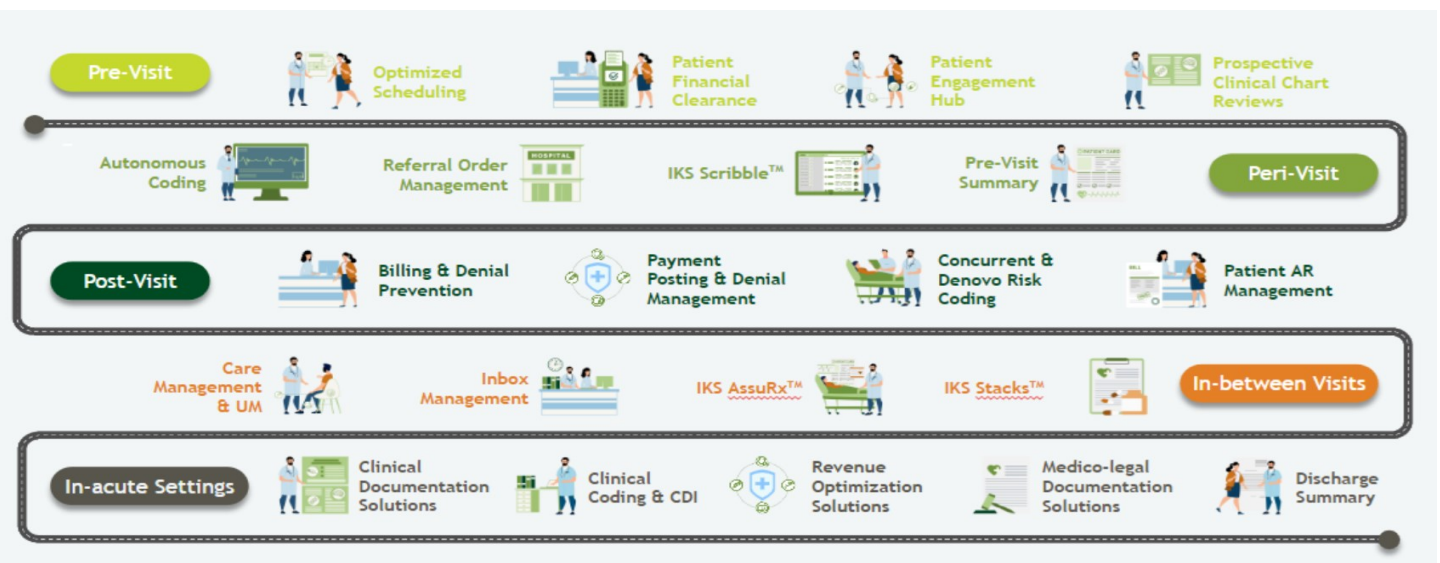 Pre-Visit
Optimized
Scheduling
Patient
Financial
Clearance
Patient
Engagement
Hub
Prospective
Clinical Chart
Reviews
Autonomous
Coding
Referral Order
Management
HOSPITAL
IKS Scribble™
Pre-Visit
Summary
PATIENT CARD
Peri-Visit
Post-Visit
Billing & Denial
Prevention
Payment
Posting & Denial
Management
Concurrent &
Denovo Risk
Coding
BILL
Patient AR
Management
Care
Management
& UM
Inbox
Management
IKS AssuRx™
IKS Stacks™
In-between Visits
In-acute Settings
Clinical
Documentation
Solutions
Clinical
Coding & CDI
Revenue
Optimization
Solutions
Medico-legal
Documentation
Solutions
Discharge
Summary